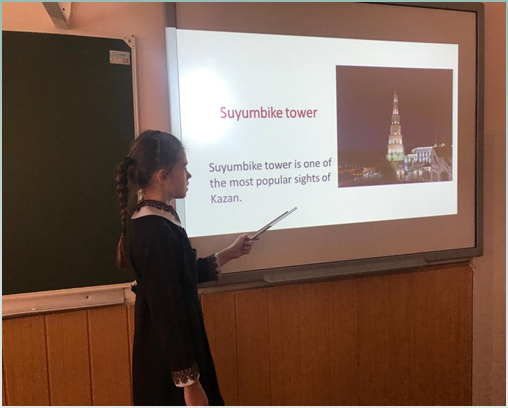 Suyumbike tower
Suyumbike tower is one of
the most popular sights of
Kazan.